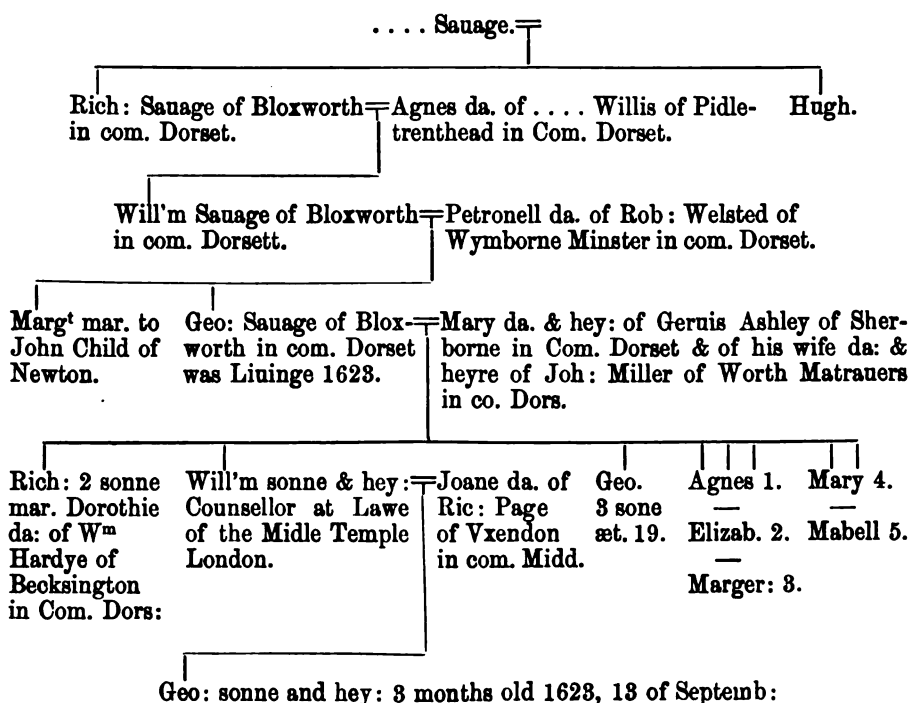 .... Sauage.
Rich: Sauage of Bloxworth
in com. Dorset.
Agnes da. of .... Willis of Pidle-
trenthead in Com. Dorset.
Hugh.
Will'm Sauage of Bloxworth
in com. Dorsett.
Petronell da. of Rob: Welsted of
Wymborne Minster in com. Dorset.
Margᵗ mar. to
John Child of
Newton.
Geo: Sauage of Blox-
worth in com. Dorset
was Liuinge 1623.
Mary da. & hey: of Geruis Ashley of Sher-
borne in Com. Dorset & of his wife da: &
heyre of Joh: Miller of Worth Matrauers
in co. Dors.
Rich: 2 sonne
mar. Dorothie
da: of Wᵐ
Hardye of
Becksington
in Com. Dors:
Will'm sonne & hey:
Counsellor at Lawe
of the Midle Temple
London.
Joane da. of
Ric: Page
of Vxendon
in com. Midd.
Geo.
3 sone
æt. 19.
Agnes 1.
—
Elizab. 2.
—
Marger: 3.
Mary 4.
—
Mabell 5.
Geo: sonne and hey: 3 months old 1623, 13 of Septemb: